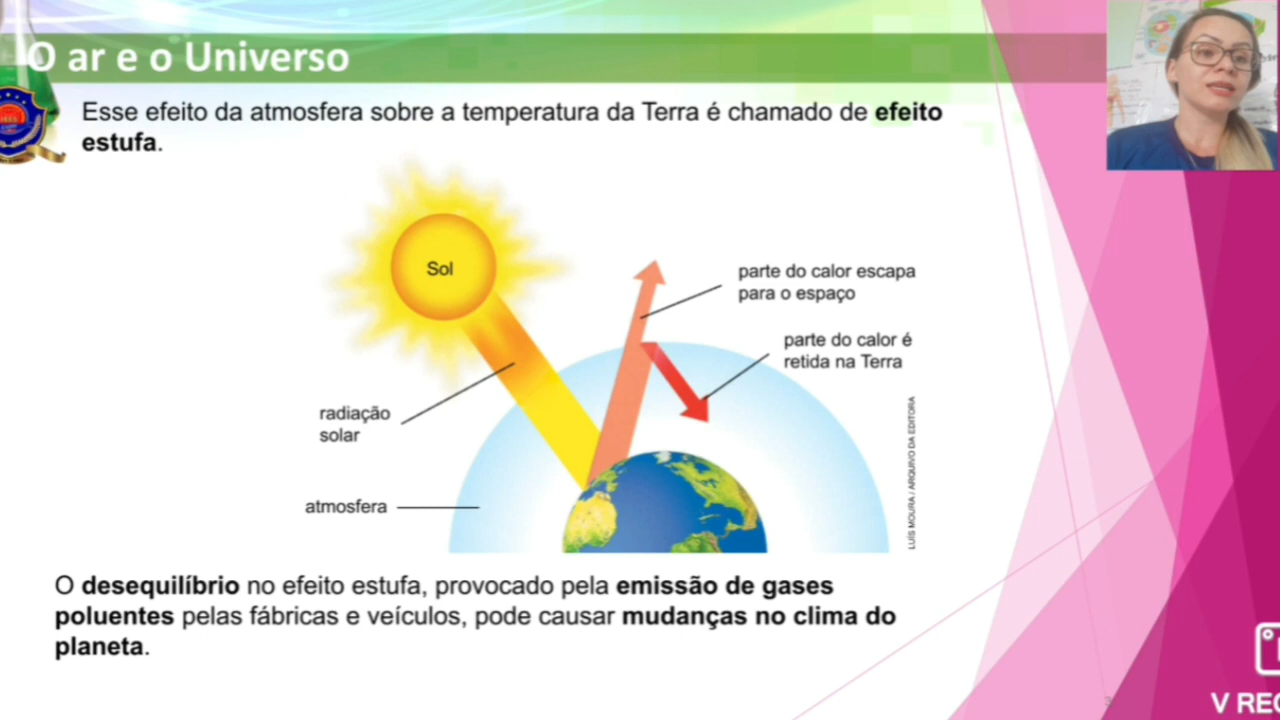 O ar e o Universo
Esse efeito da atmosfera sobre a temperatura da Terra é chamado de efeito
estufa.
Sol
parte do calor escapa
para o espaço
parte do calor é
retida na Terra
radiação
solar
atmosfera
LUÍS MOURA / ARQUIVO DA EDITORA
O desequilíbrio no efeito estufa, provocado pela emissão de gases
poluentes pelas fábricas e veículos, pode causar mudanças no clima do
planeta.
V REC